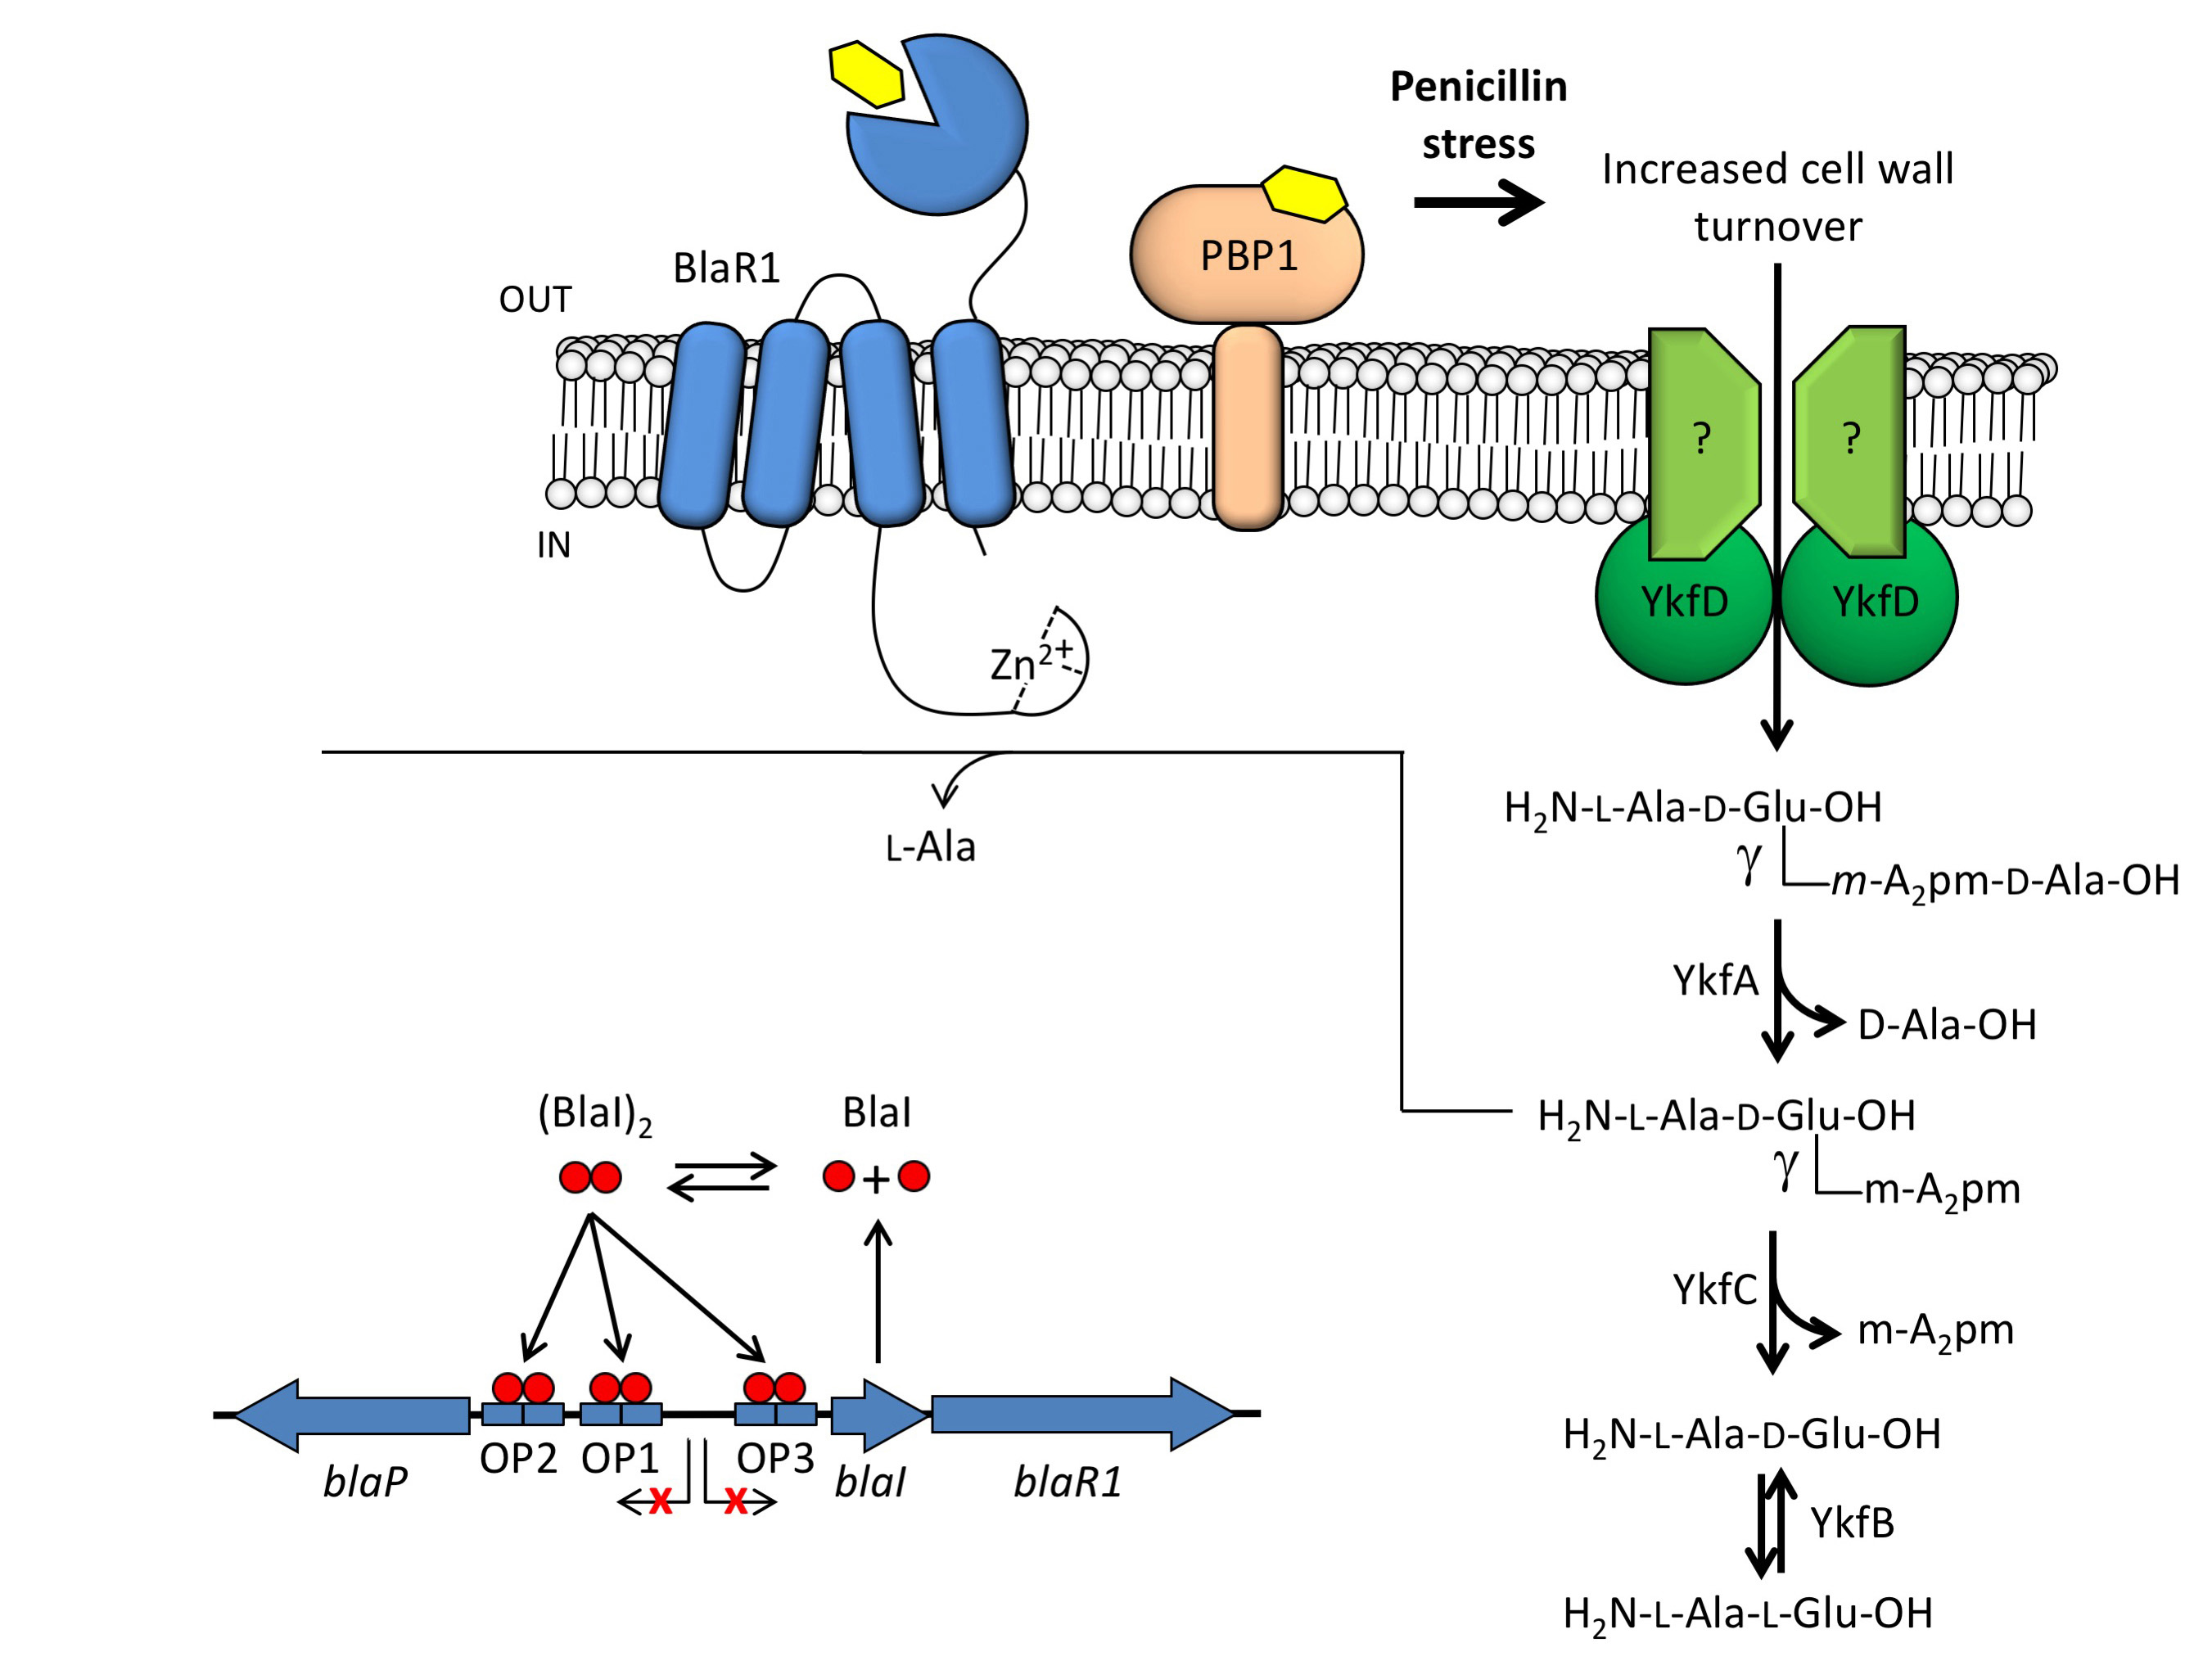 Penicillin
stress
Increased cell wall
turnover
BlaR1
PBP1
OUT
? ?
IN
YkfD YkfD
Zn²⁺
L-Ala
H₂N-L-Ala-D-Glu-OH
γ
m-A₂pm-D-Ala-OH
YkfA
D-Ala-OH
(BlaI)₂ BlaI
+
H₂N-L-Ala-D-Glu-OH
γ
m-A₂pm
YkfC
m-A₂pm
H₂N-L-Ala-D-Glu-OH
OP2 OP1 OP3
blaP blaI blaR1
X X
YkfB
H₂N-L-Ala-L-Glu-OH